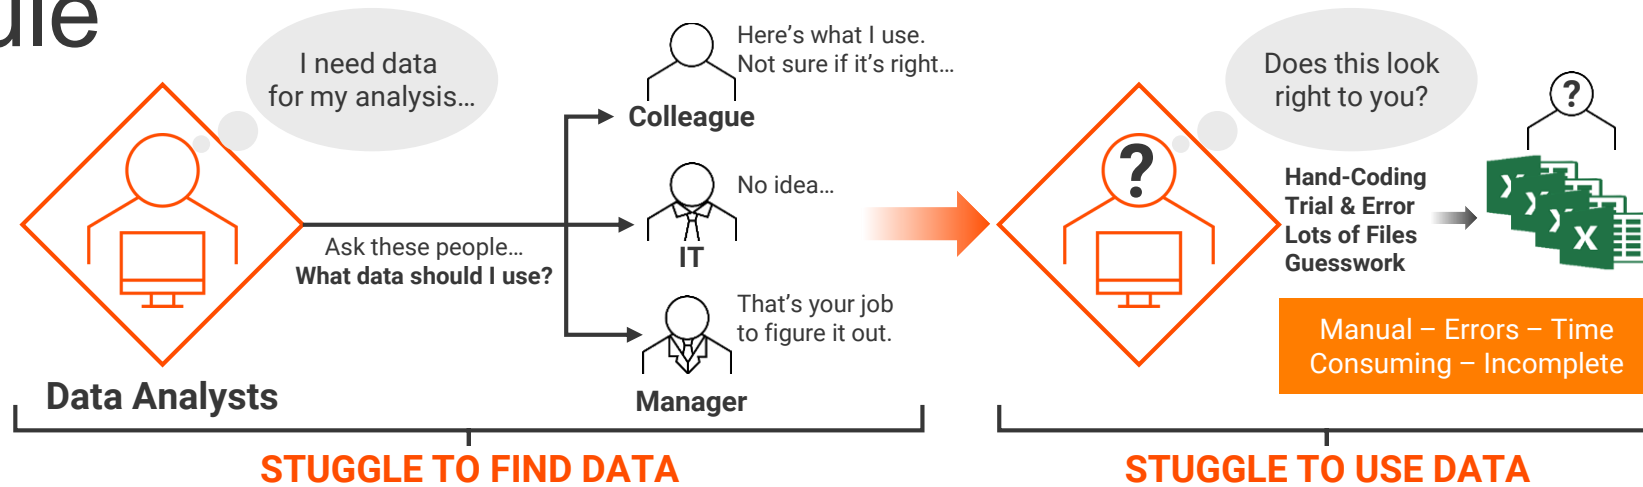 I need data
for my analysis…
Here’s what I use.
Not sure if it’s right…
Colleague
No idea…
IT
Ask these people…
What data should I use?
That’s your job
to figure it out.
Manager
Data Analysts
STUGGLE TO FIND DATA
Does this look
right to you?
?
?
Hand-Coding
Trial & Error
Lots of Files
Guesswork
X
Manual – Errors – Time
Consuming – Incomplete
STUGGLE TO USE DATA